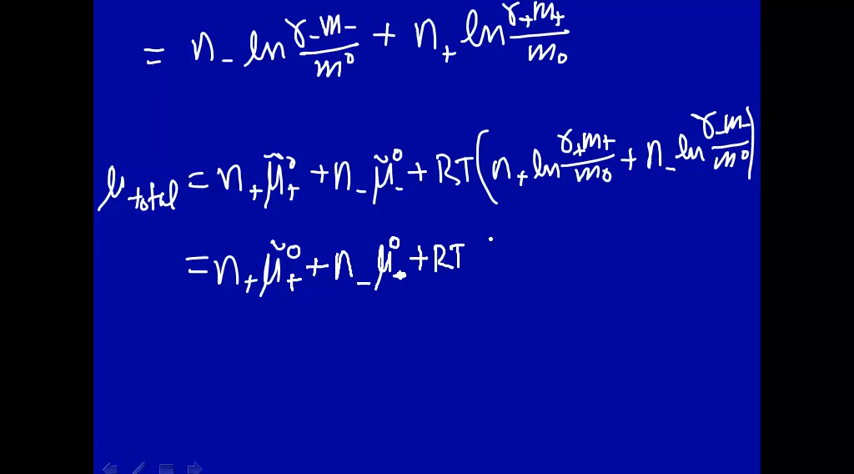 = n₋ ln γ₋m₋/m⁰ + n₊ ln γ₊m₊/m₀
μ_total = n₊ μ̃₊⁰ + n₋ μ̃₋⁰ + RT(n₊ ln γ₊m₊/m₀ + n₋ ln γ₋m₋/m⁰)
= n₊ μ̃₊⁰ + n₋ μ₋⁰ + RT